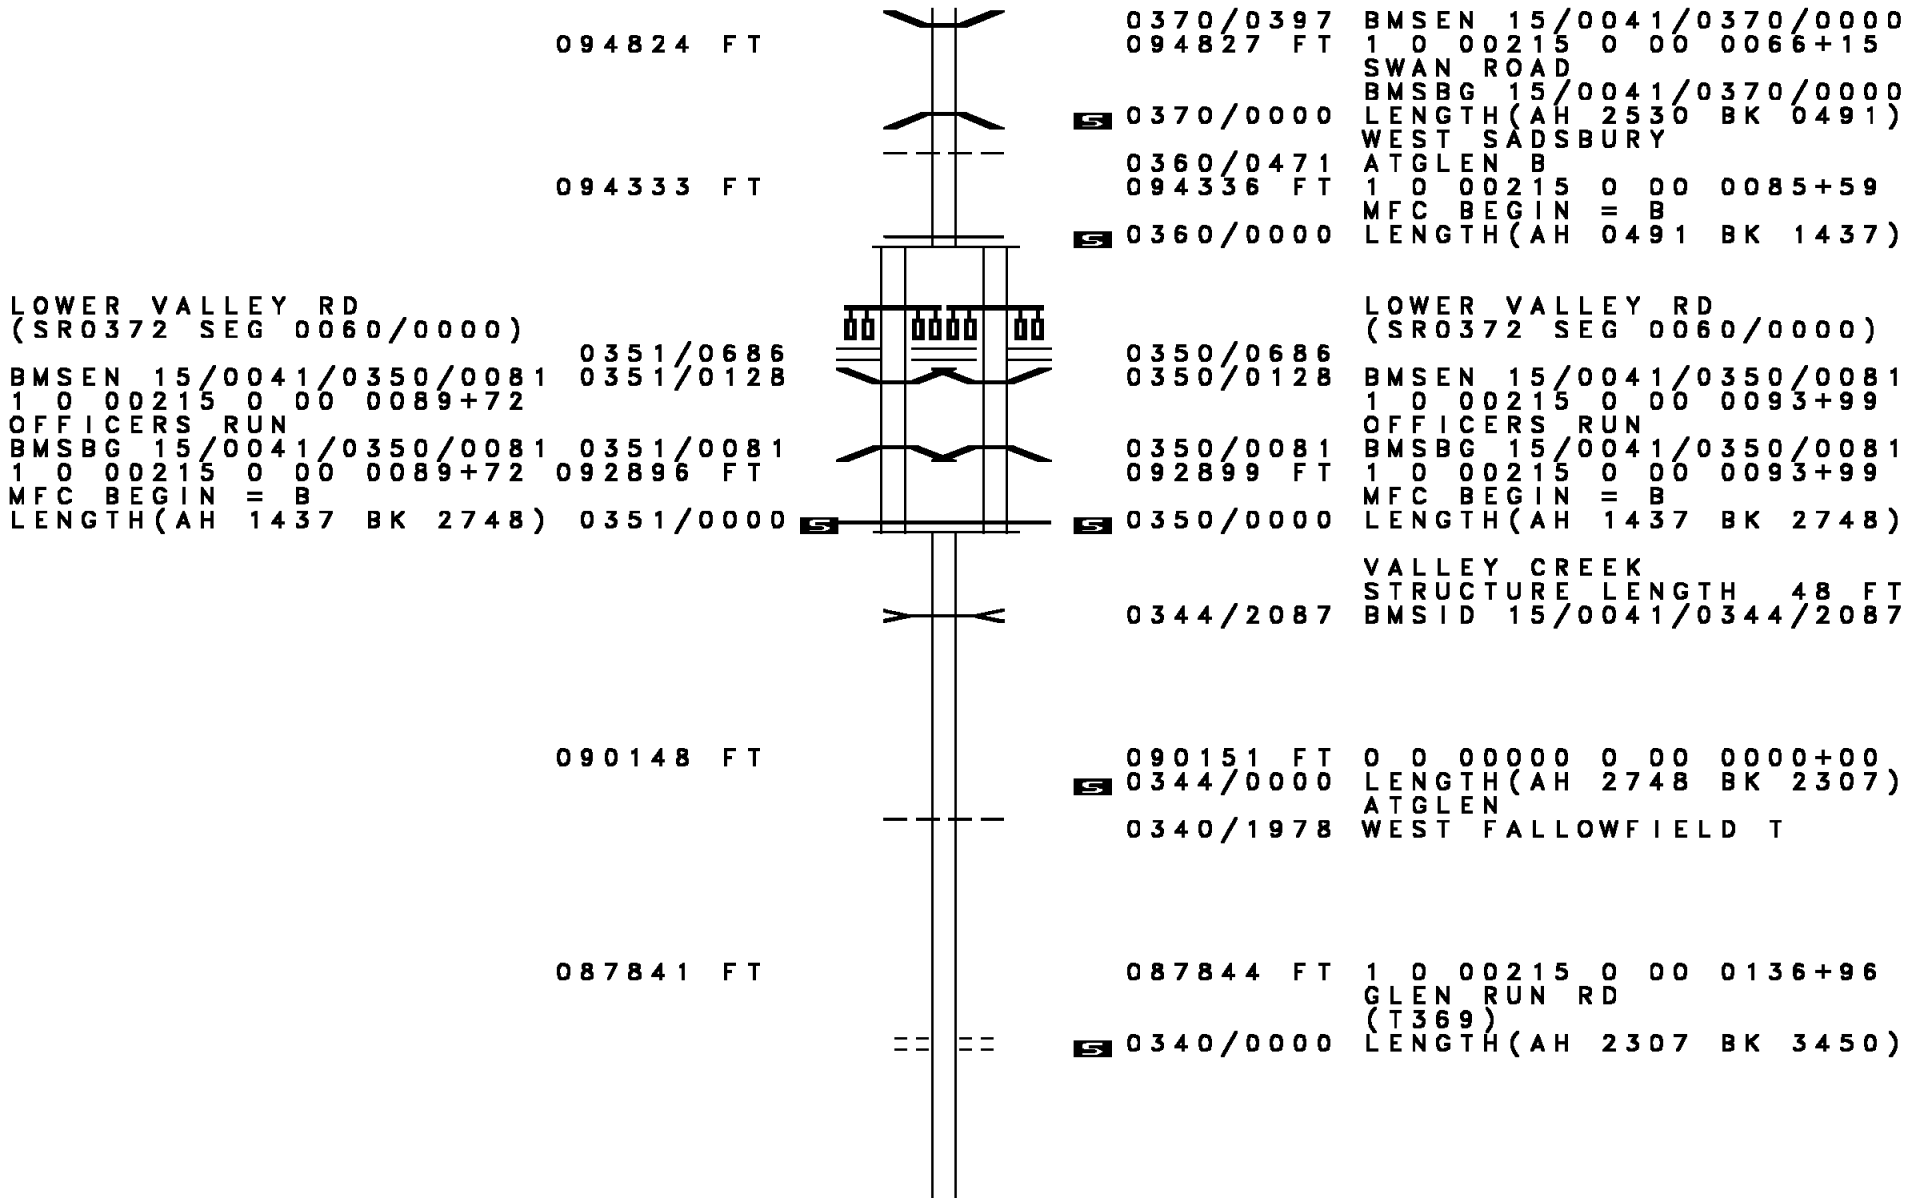 0370/0397 BMSEN 15/0041/0370/0000
094824 FT 094827 FT 1 0 00215 0 00 0066+15
SWAN ROAD
BMSBG 15/0041/0370/0000
S 0370/0000 LENGTH(AH 2530 BK 0491)
WEST SADSBURY
0360/0471 ATGLEN B
094333 FT 094336 FT 1 0 00215 0 00 0085+59
MFC BEGIN = B
S 0360/0000 LENGTH(AH 0491 BK 1437)
LOWER VALLEY RD LOWER VALLEY RD
(SR0372 SEG 0060/0000) (SR0372 SEG 0060/0000)
0351/0686 0350/0686
BMSEN 15/0041/0350/0081 0351/0128 0350/0128 BMSEN 15/0041/0350/0081
1 0 00215 0 00 0089+72 1 0 00215 0 00 0093+99
OFFICERS RUN OFFICERS RUN
BMSBG 15/0041/0350/0081 0351/0081 0350/0081 BMSBG 15/0041/0350/0081
1 0 00215 0 00 0089+72 092896 FT 092899 FT 1 0 00215 0 00 0093+99
MFC BEGIN = B MFC BEGIN = B
LENGTH(AH 1437 BK 2748) 0351/0000 S S 0350/0000 LENGTH(AH 1437 BK 2748)
VALLEY CREEK
STRUCTURE LENGTH 48 FT
0344/2087 BMSID 15/0041/0344/2087
090148 FT 090151 FT 0 0 00000 0 00 0000+00
S 0344/0000 LENGTH(AH 2748 BK 2307)
ATGLEN
0340/1978 WEST FALLOWFIELD T
087841 FT 087844 FT 1 0 00215 0 00 0136+96
GLEN RUN RD
(T369)
S 0340/0000 LENGTH(AH 2307 BK 3450)